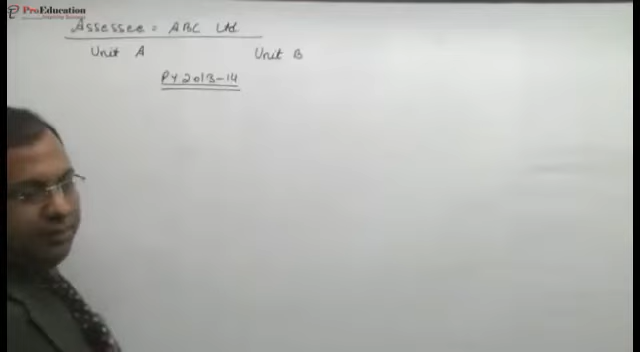 ProEducation
Assessee = ABC Ltd.
Unit A Unit B
PY 2013-14